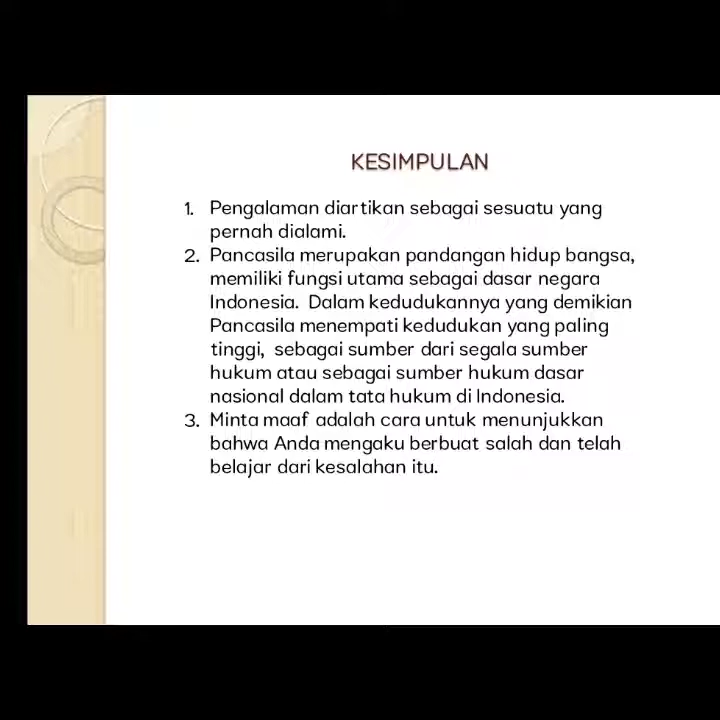 KESIMPULAN
1. Pengalaman diartikan sebagai sesuatu yang
pernah dialami.
2. Pancasila merupakan pandangan hidup bangsa,
memiliki fungsi utama sebagai dasar negara
Indonesia. Dalam kedudukannya yang demikian
Pancasila menempati kedudukan yang paling
tinggi, sebagai sumber dari segala sumber
hukum atau sebagai sumber hukum dasar
nasional dalam tata hukum di Indonesia.
3. Minta maaf adalah cara untuk menunjukkan
bahwa Anda mengaku berbuat salah dan telah
belajar dari kesalahan itu.